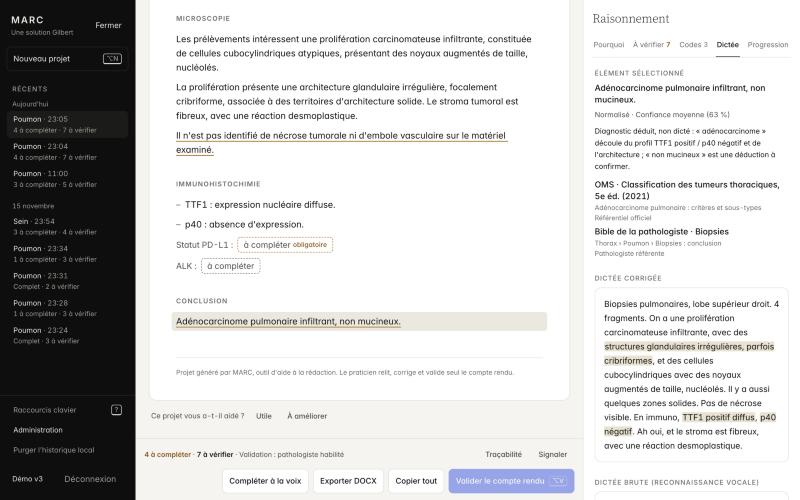 MARC
Une solution Gilbert
Fermer
Nouveau projet
⌥N
RÉCENTS
Aujourd'hui
Poumon · 23:05
4 à compléter · 7 à vérifier
Poumon · 23:04
4 à compléter · 7 à vérifier
Poumon · 11:00
3 à compléter · 5 à vérifier
15 novembre
Sein · 23:54
3 à compléter · 4 à vérifier
Poumon · 23:34
1 à compléter · 3 à vérifier
Poumon · 23:31
Complet · 2 à vérifier
Poumon · 23:28
1 à compléter · 3 à vérifier
Poumon · 23:24
Complet · 3 à vérifier
Raccourcis clavier
?
Administration
Purger l'historique local
Démo v3
Déconnexion
MICROSCOPIE
Les prélèvements intéressent une prolifération carcinomateuse infiltrante, constituée
de cellules cubocylindriques atypiques, présentant des noyaux augmentés de taille,
nucléolés.
La prolifération présente une architecture glandulaire irrégulière, focalement
cribriforme, associée à des territoires d'architecture solide. Le stroma tumoral est
fibreux, avec une réaction desmoplastique.
Il n'est pas identifié de nécrose tumorale ni d'embole vasculaire sur le matériel
examiné.
IMMUNOHISTOCHIMIE
– TTF1 : expression nucléaire diffuse.
– p40 : absence d'expression.
Statut PD-L1 : à compléter obligatoire
ALK : à compléter
CONCLUSION
Adénocarcinome pulmonaire infiltrant, non mucineux.
Projet généré par MARC, outil d'aide à la rédaction. Le praticien relit, corrige et valide seul le compte rendu.
Ce projet vous a-t-il aidé ? Utile À améliorer
4 à compléter · 7 à vérifier · Validation : pathologiste habilité
Traçabilité Signaler
Compléter à la voix
Exporter DOCX
Copier tout
Valider le compte rendu ⌥V
Raisonnement
Pourquoi À vérifier 7 Codes 3 Dictée Progression
ÉLÉMENT SÉLECTIONNÉ
Adénocarcinome pulmonaire infiltrant, non
mucineux.
Normalisé · Confiance moyenne (63 %)
Diagnostic déduit, non dicté : « adénocarcinome »
découle du profil TTF1 positif / p40 négatif et de
l'architecture ; « non mucineux » est une déduction à
confirmer.
OMS · Classification des tumeurs thoraciques,
5e éd. (2021)
Adénocarcinome pulmonaire : critères et sous-types
Référentiel officiel
Bible de la pathologiste · Biopsies
Thorax › Poumon › Biopsies : conclusion
Pathologiste référente
DICTÉE CORRIGÉE
Biopsies pulmonaires, lobe supérieur droit. 4
fragments. On a une prolifération
carcinomateuse infiltrante, avec des
structures glandulaires irrégulières, parfois
cribriformes, et des cellules
cubocylindriques avec des noyaux
augmentés de taille, nucléolés. Il y a aussi
quelques zones solides. Pas de nécrose
visible. En immuno, TTF1 positif diffus, p40
négatif. Ah oui, et le stroma est fibreux,
avec une réaction desmoplastique.
DICTÉE BRUTE (RECONNAISSANCE VOCALE)